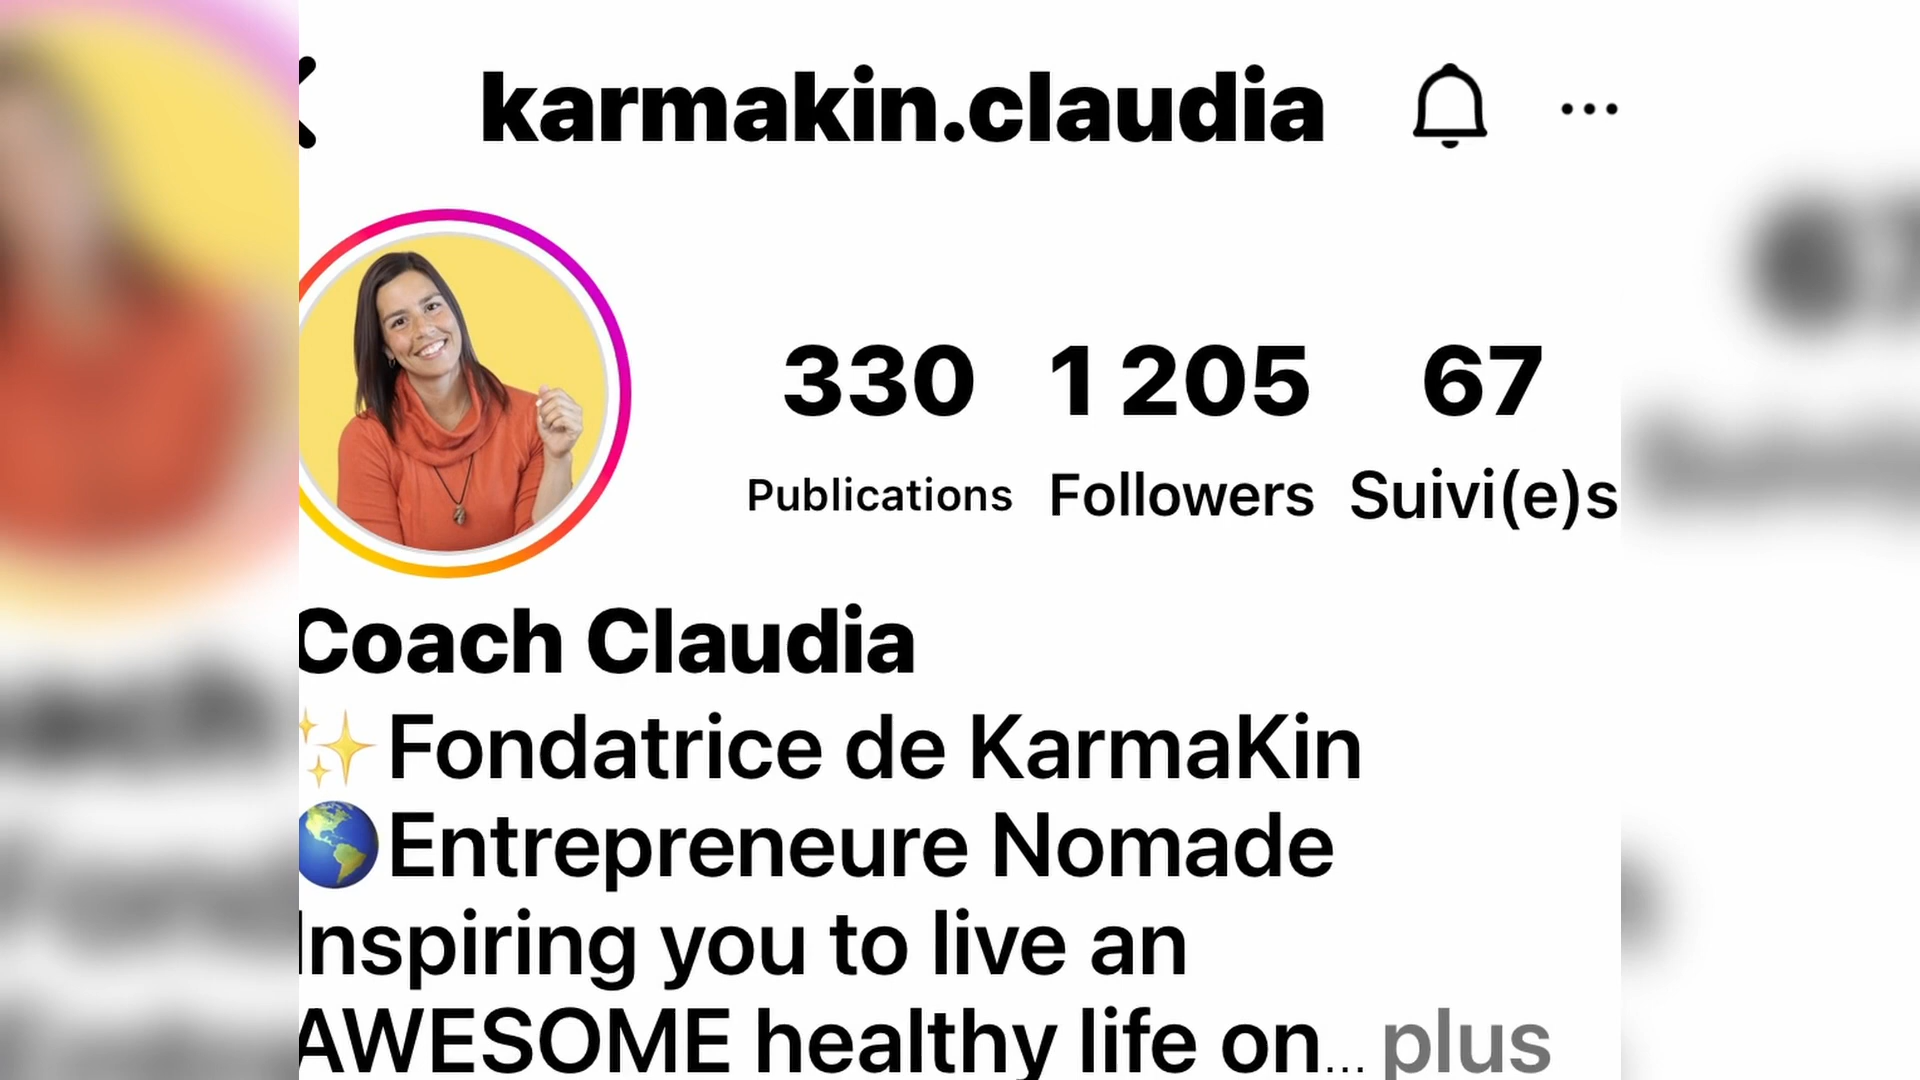 karmakin.claudia
330 1 205 67
Publications Followers Suivi(e)s
Coach Claudia
✨Fondatrice de KarmaKin
🌎Entrepreneure Nomade
Inspiring you to live an
AWESOME healthy life on... plus